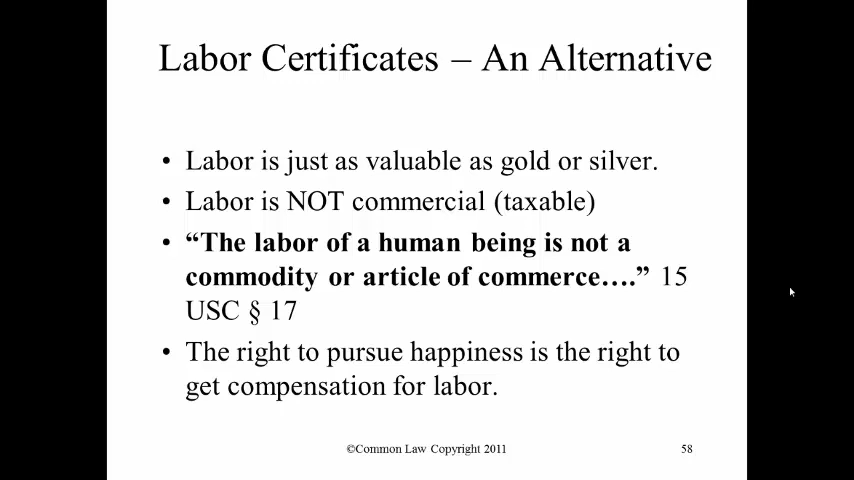 Labor Certificates – An Alternative
• Labor is just as valuable as gold or silver.
• Labor is NOT commercial (taxable)
• “The labor of a human being is not a
commodity or article of commerce….” 15
USC § 17
• The right to pursue happiness is the right to
get compensation for labor.
©Common Law Copyright 2011 58